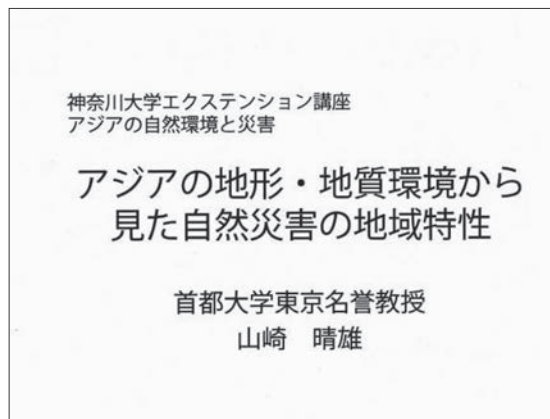 神奈川大学エクステンション講座
アジアの自然環境と災害
アジアの地形・地質環境から
見た自然災害の地域特性
首都大学東京名誉教授
山崎　晴雄